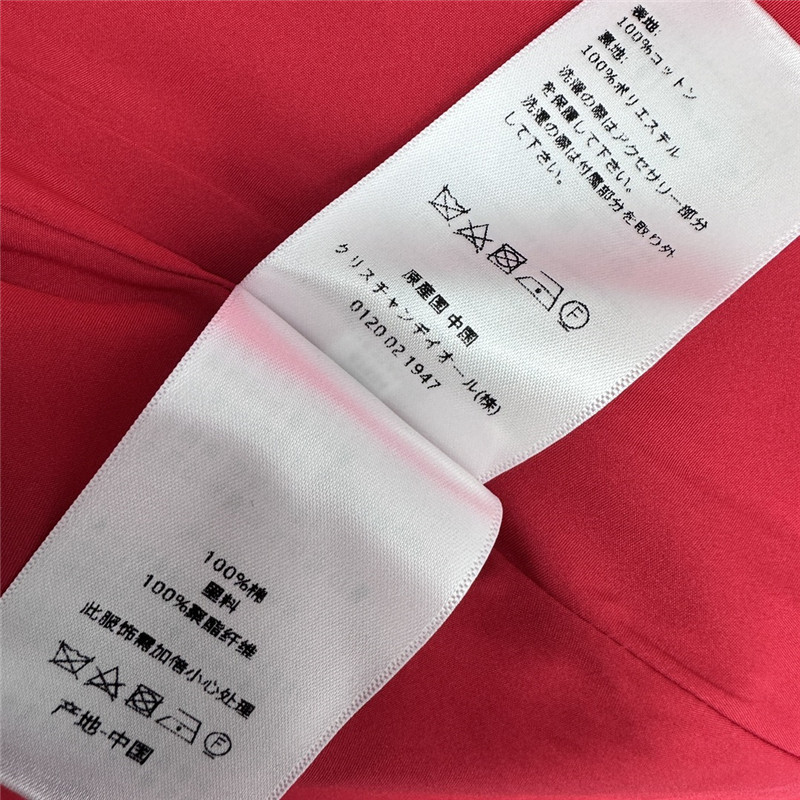 表地:
100%コットン
裏地:
100%ポリエステル
洗濯の際はアクセサリー部分
を保護して下さい。
洗濯の際は付属部分を取り外
して下さい。
F
原産国 中国
クリスチャンディオール(株)
0120 02 1947
100%棉
里料
100%聚酯纤维
此服饰需加倍小心处理
F
产地-中国